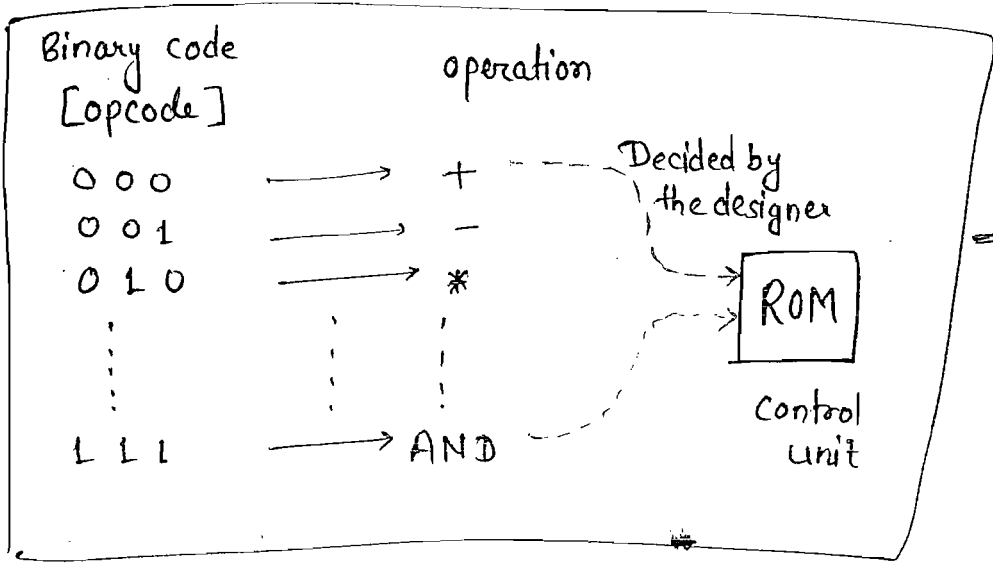 Binary code
[opcode]
operation
0 0 0 → +
0 0 1 → -
0 1 0 → *
1 1 1 → AND
Decided by
the designer
ROM
Control
unit